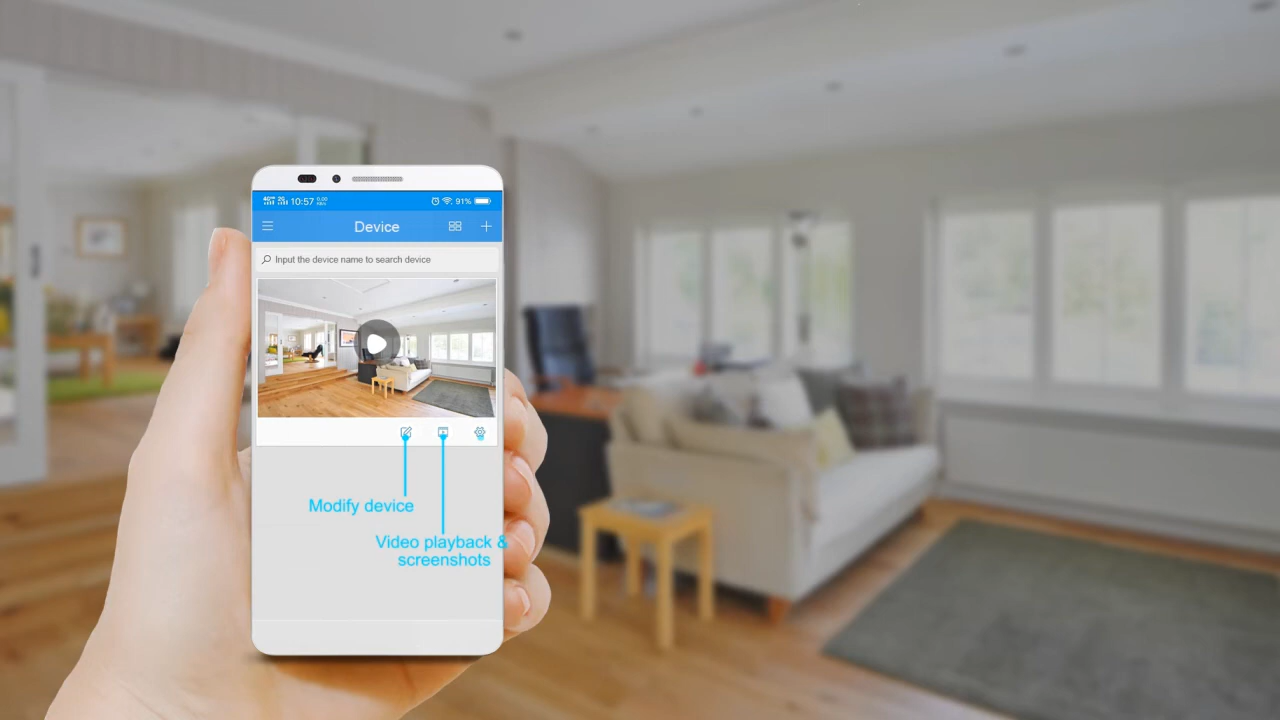 10:57
91%
Device
Input the device name to search device
Modify device
Video playback &
screenshots